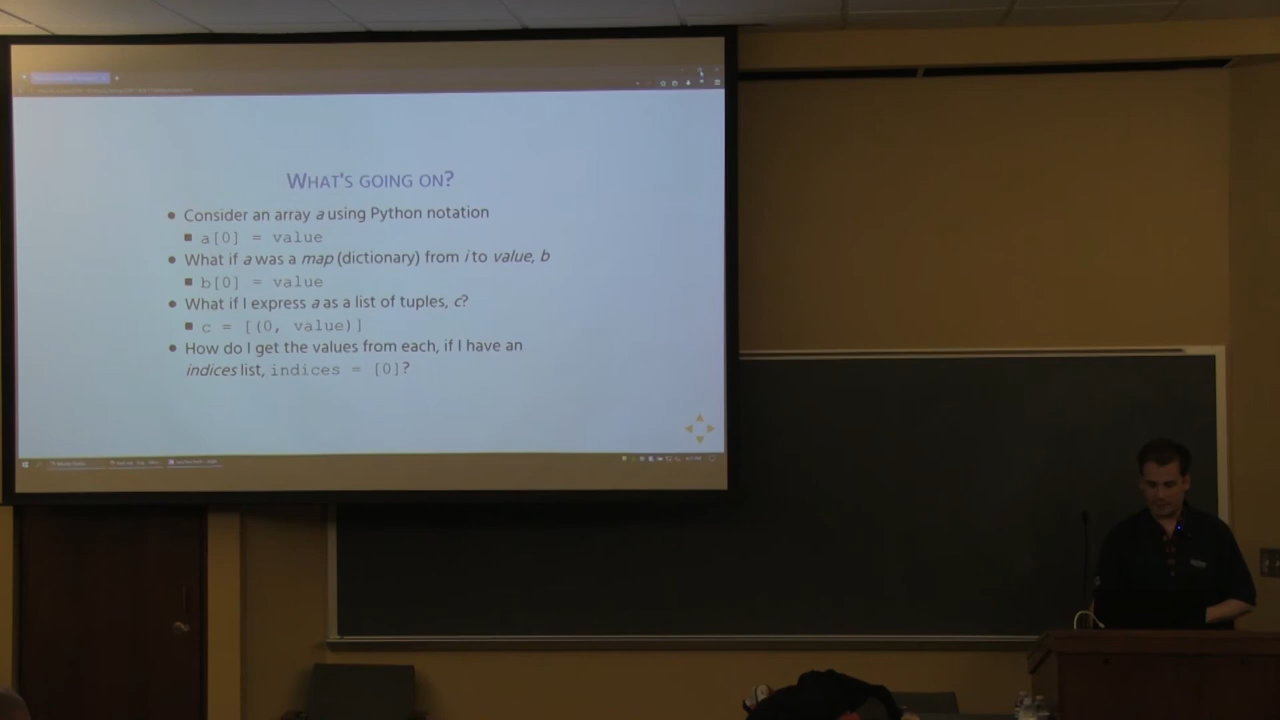 WHAT'S GOING ON?
• Consider an array a using Python notation
▪ a[0] = value
• What if a was a map (dictionary) from i to value, b
▪ b[0] = value
• What if I express a as a list of tuples, c?
▪ c = [(0, value)]
• How do I get the values from each, if I have an
indices list, indices = [0]?